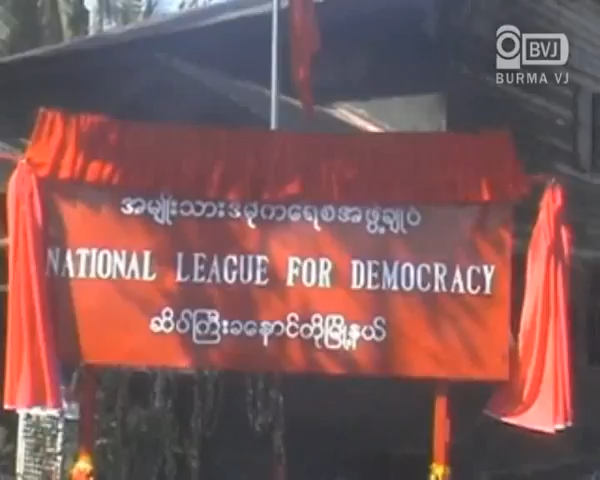 BVJ
BURMA VJ
အမျိုးသားဒီမိုကရေစီအဖွဲ့ချုပ်
NATIONAL LEAGUE FOR DEMOCRACY
ဆိပ်ကြီးခနောင်တိုမြို့နယ်